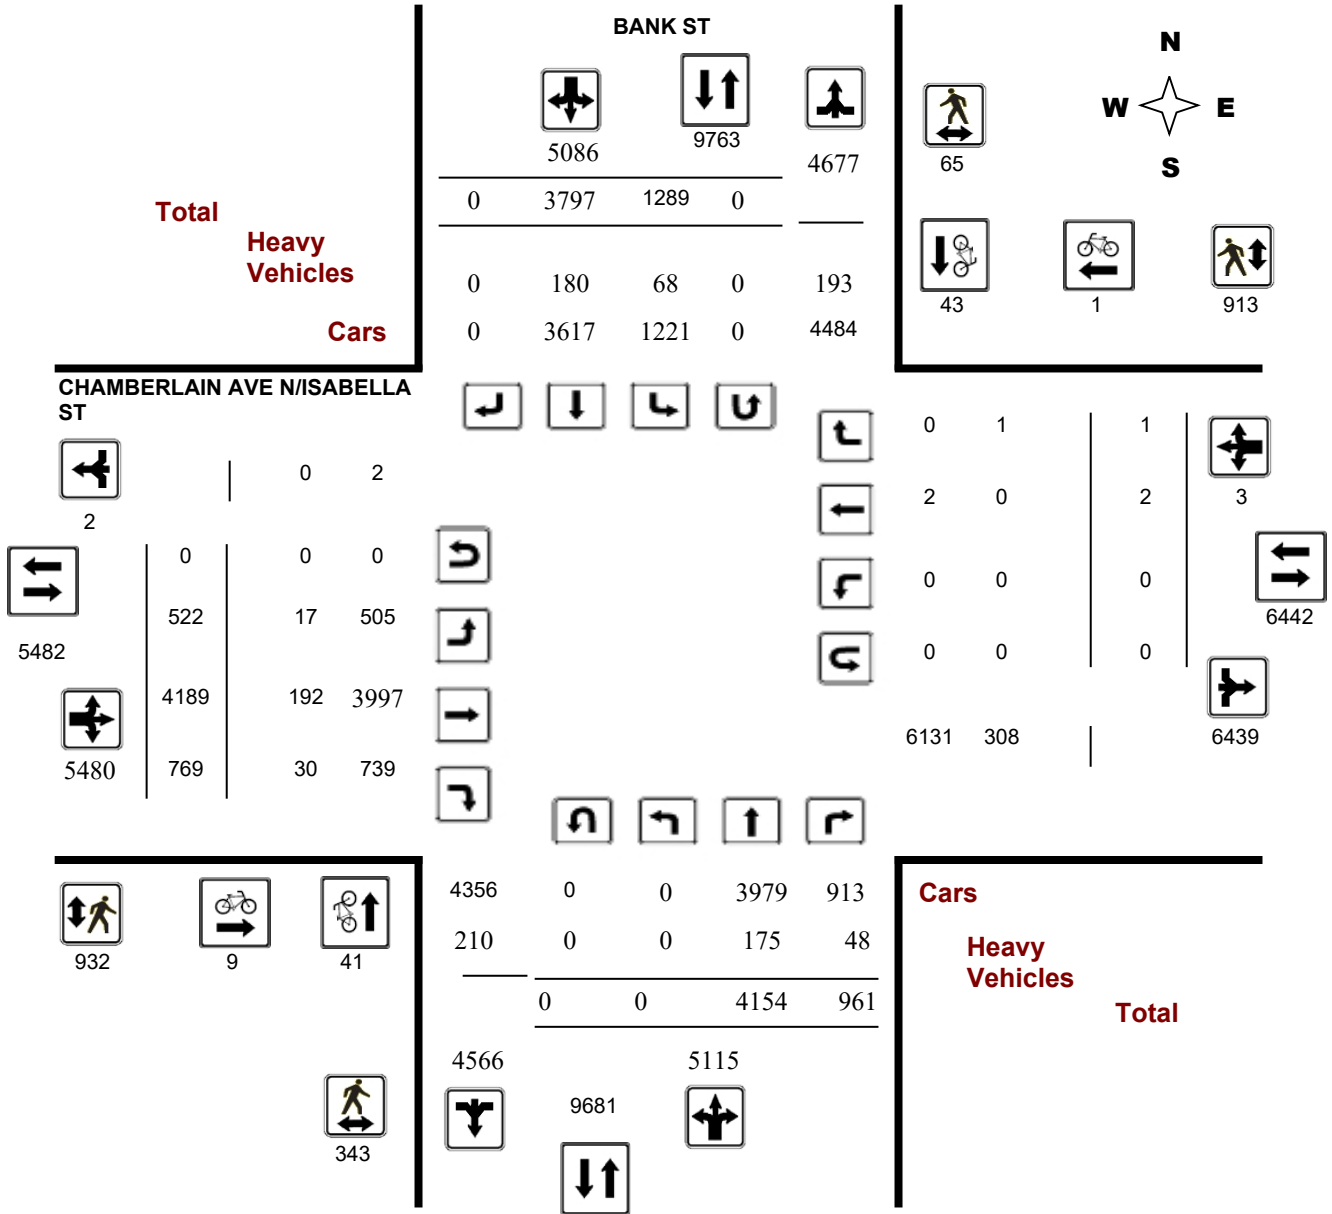 BANK ST
N
W E
S
5086 9763 4677 65
0 3797 1289 0
Total
Heavy
Vehicles
0 180 68 0 193
43 1 913
Cars
0 3617 1221 0 4484
CHAMBERLAIN AVE N/ISABELLA
ST
0 1 1
0 2
2 0 2 3
2
0 0 0
0 0 0
522 17 505
6442
5482
0 0 0
4189 192 3997
6131 308 6439
5480 769 30 739
4356 0 0 3979 913
Cars
210 0 0 175 48
Heavy
Vehicles
932 9 41
0 0 4154 961
Total
4566 5115
9681
343